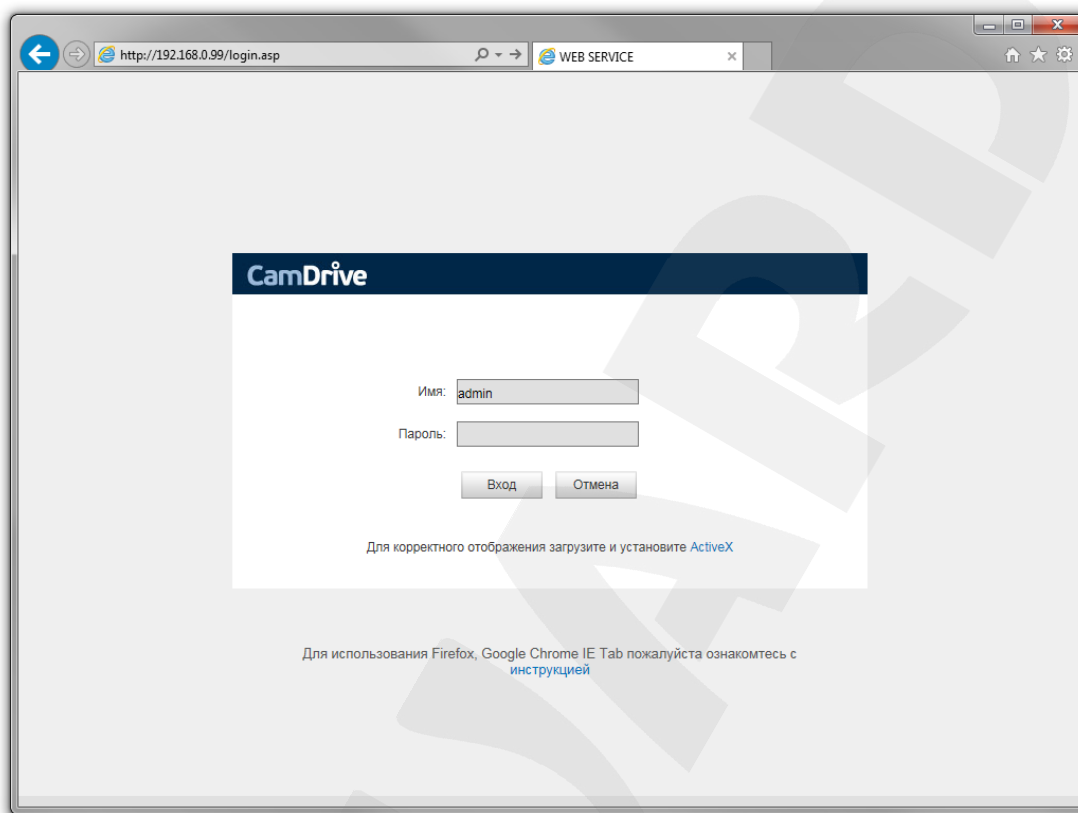 http://192.168.0.99/login.asp
WEB SERVICE
CamDrive
Имя: admin
Пароль:
Вход Отмена
Для корректного отображения загрузите и установите ActiveX
Для использования Firefox, Google Chrome IE Tab пожалуйста ознакомтесь с
инструкцией